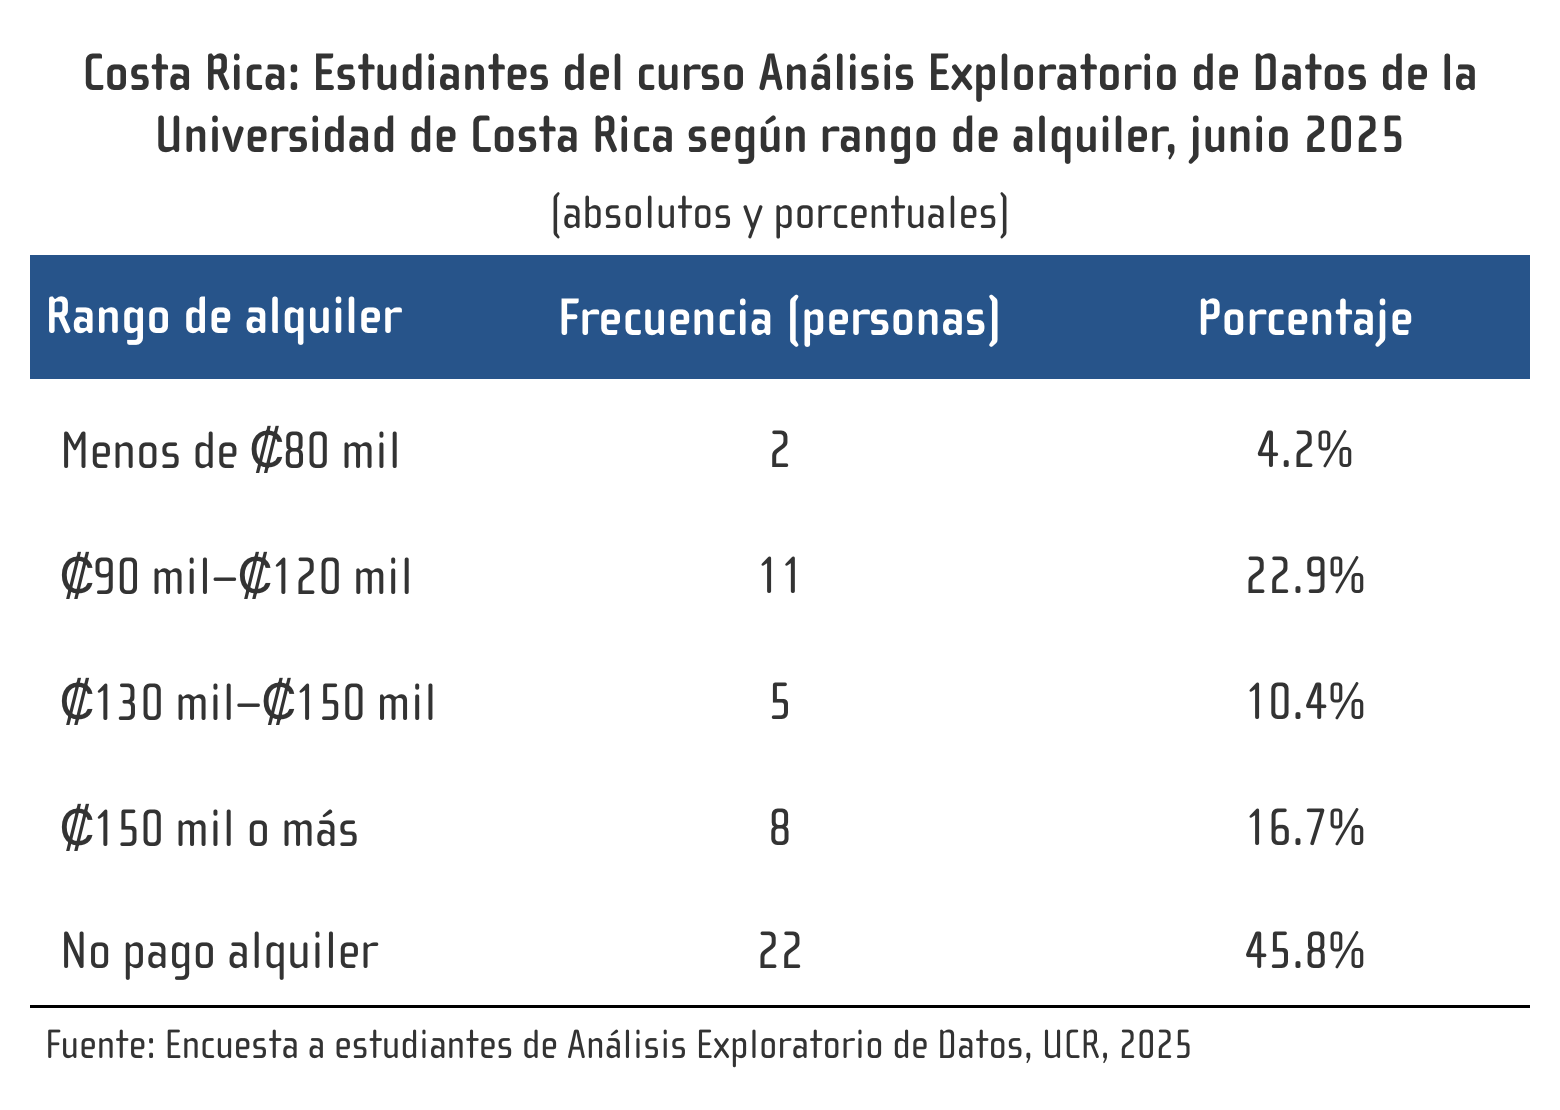 Costa Rica: Estudiantes del curso Análisis Exploratorio de Datos de la
Universidad de Costa Rica según rango de alquiler, junio 2025
(absolutos y porcentuales)
Rango de alquiler Frecuencia (personas) Porcentaje
Menos de ₡80 mil 2 4.2%
₡90 mil–₡120 mil 11 22.9%
₡130 mil–₡150 mil 5 10.4%
₡150 mil o más 8 16.7%
No pago alquiler 22 45.8%
Fuente: Encuesta a estudiantes de Análisis Exploratorio de Datos, UCR, 2025